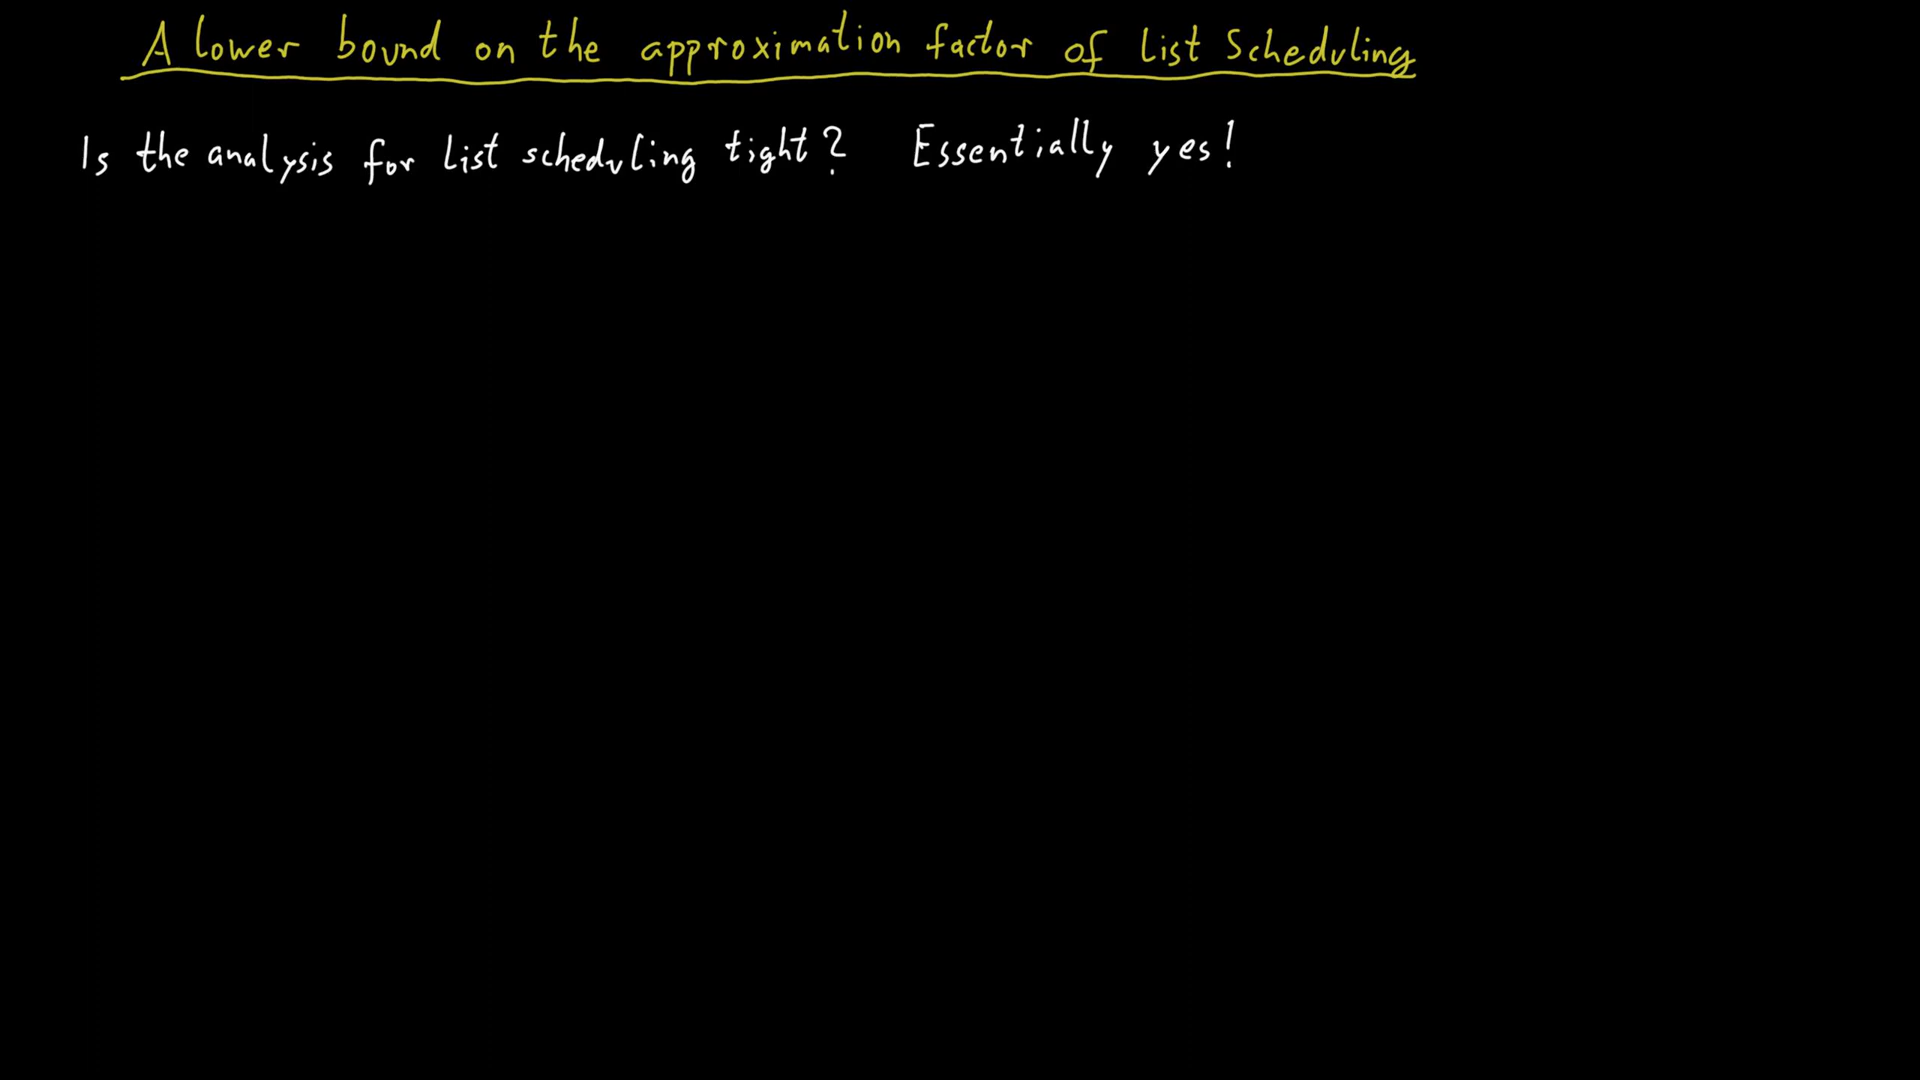 A lower bound on the approximation factor of List Scheduling
Is the analysis for List scheduling tight? Essentially yes!